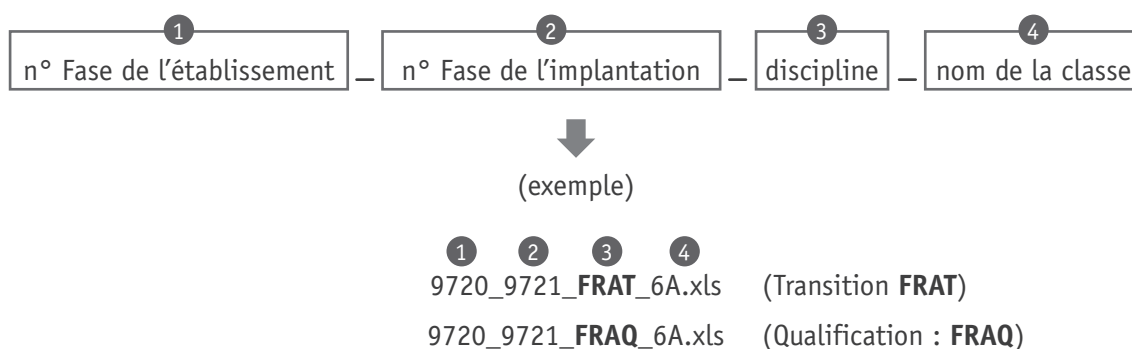 1 2 3 4
n° Fase de l'établissement _ n° Fase de l'implantation _ discipline _ nom de la classe
(exemple)
1 2 3 4
9720_9721_FRAT_6A.xls (Transition FRAT)
9720_9721_FRAQ_6A.xls (Qualification : FRAQ)